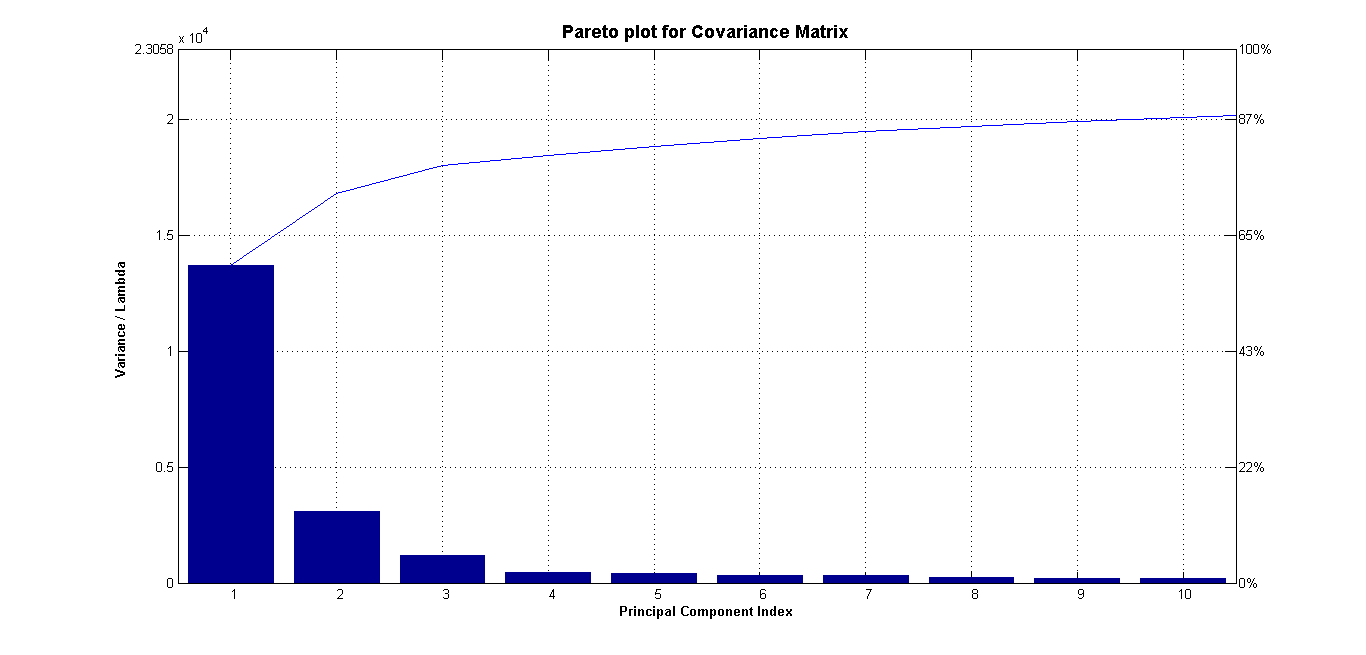 Pareto plot for Covariance Matrix
x 10^4
2.3058
100%
2
87%
1.5
65%
Variance / Lambda
1
43%
0.5
22%
0
0%
1 2 3 4 5 6 7 8 9 10
Principal Component Index